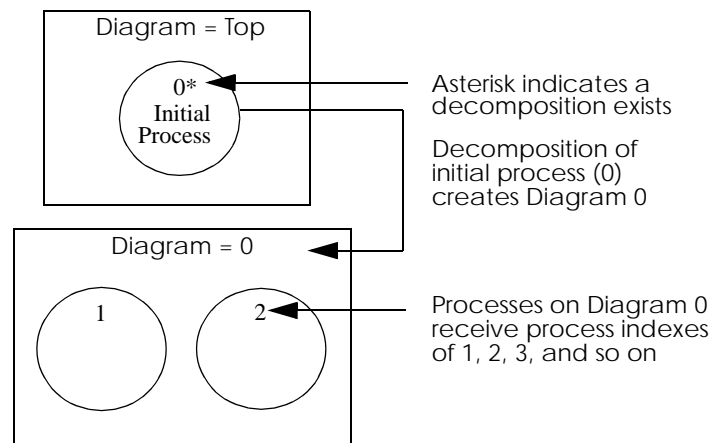 Diagram = Top
0*
Initial
Process
Asterisk indicates a
decomposition exists
Decomposition of
initial process (0)
creates Diagram 0
Diagram = 0
1
2
Processes on Diagram 0
receive process indexes
of 1, 2, 3, and so on